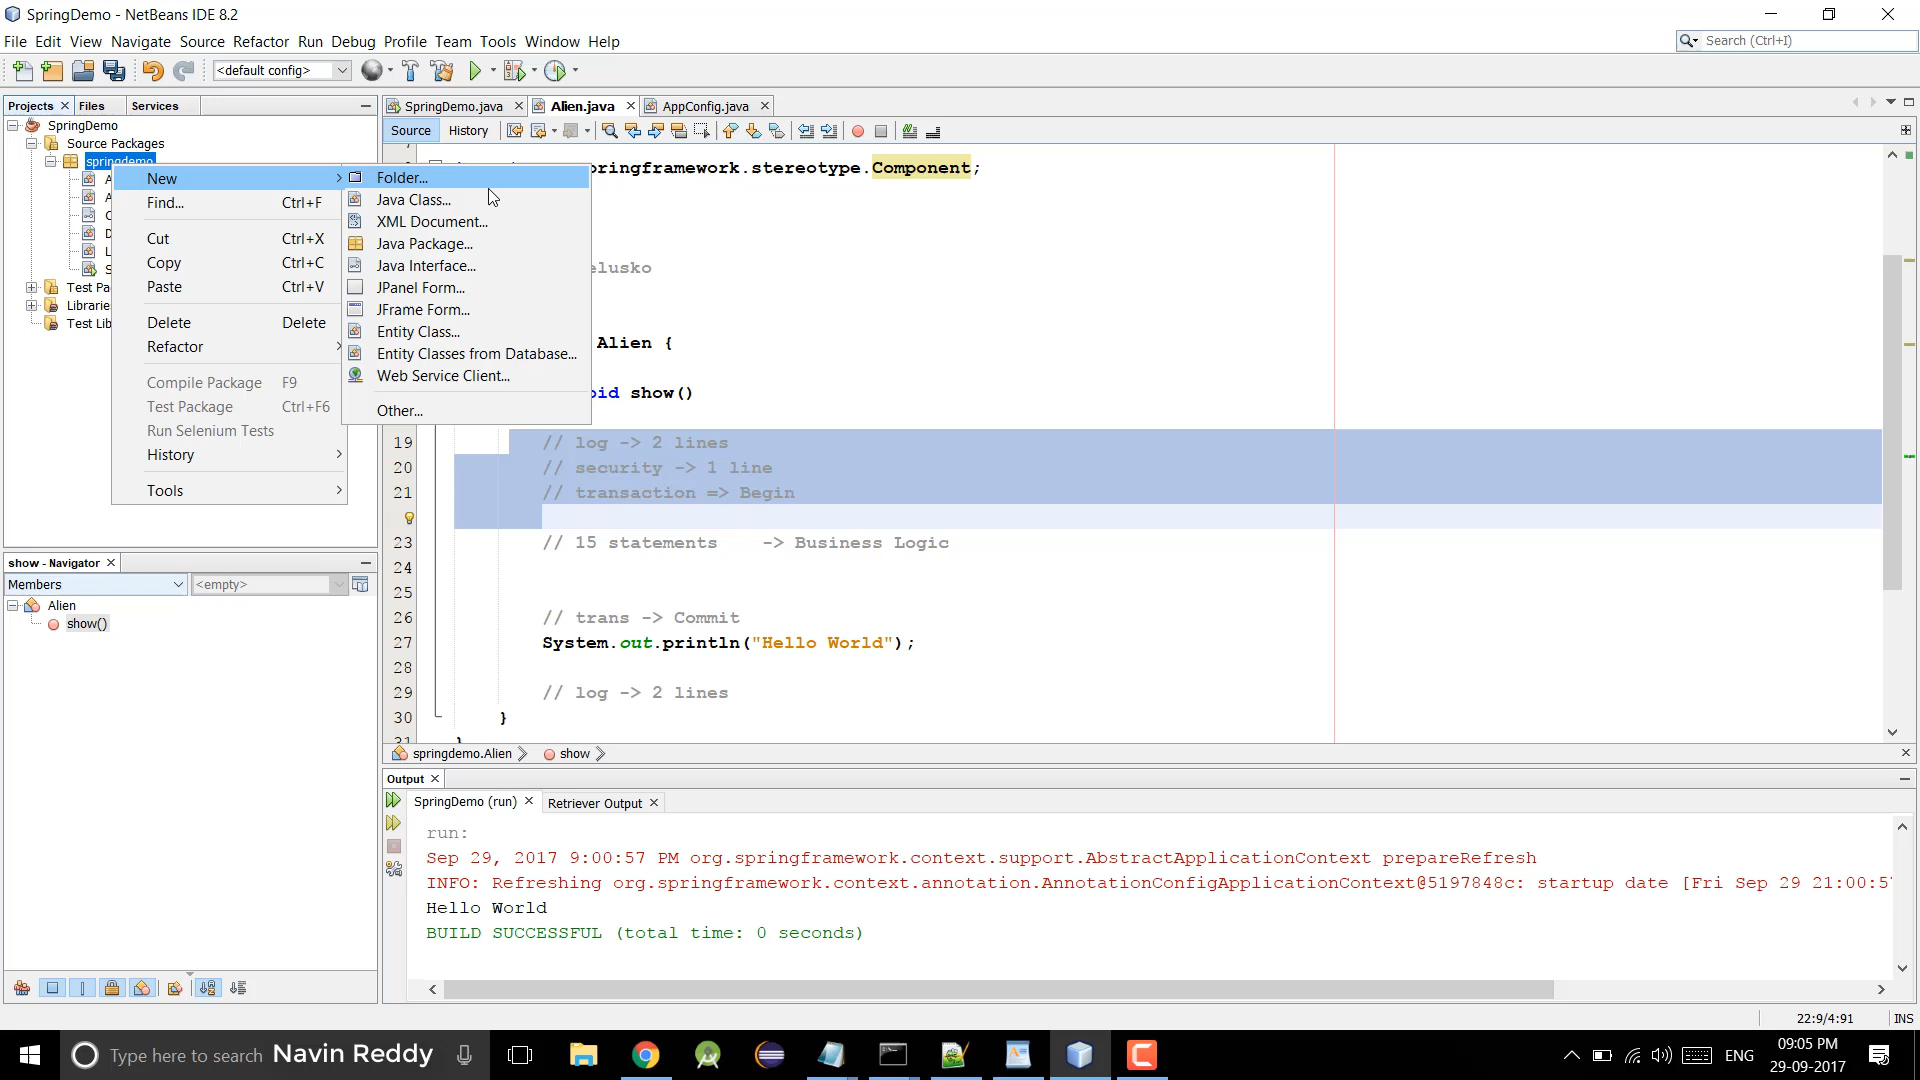 SpringDemo - NetBeans IDE 8.2
File Edit View Navigate Source Refactor Run Debug Profile Team Tools Window Help
Search (Ctrl+I)
<default config>
Projects Files Services
SpringDemo
Source Packages
springdemo
Test Pa
Librarie
Test Lib
New
Find... Ctrl+F
Cut Ctrl+X
Copy Ctrl+C
Paste Ctrl+V
Delete Delete
Refactor
Compile Package F9
Test Package Ctrl+F6
Run Selenium Tests
History
Tools
Folder...
Java Class...
XML Document...
Java Package...
Java Interface...
JPanel Form...
JFrame Form...
Entity Class...
Entity Classes from Database...
Web Service Client...
Other...
SpringDemo.java Alien.java AppConfig.java
Source History
ringframework.stereotype.Component;
elusko
Alien {
oid show()
19 // log -> 2 lines
20 // security -> 1 line
21 // transaction => Begin
23 // 15 statements -> Business Logic
24
25
26 // trans -> Commit
27 System.out.println("Hello World");
28
29 // log -> 2 lines
30 }
springdemo.Alien show
show - Navigator
Members <empty>
Alien
show()
Output
SpringDemo (run) Retriever Output
run:
Sep 29, 2017 9:00:57 PM org.springframework.context.support.AbstractApplicationContext prepareRefresh
INFO: Refreshing org.springframework.context.annotation.AnnotationConfigApplicationContext@5197848c: startup date [Fri Sep 29 21:00:5
Hello World
BUILD SUCCESSFUL (total time: 0 seconds)
22:9/4:91 INS
Type here to search Navin Reddy
ENG
09:05 PM
29-09-2017